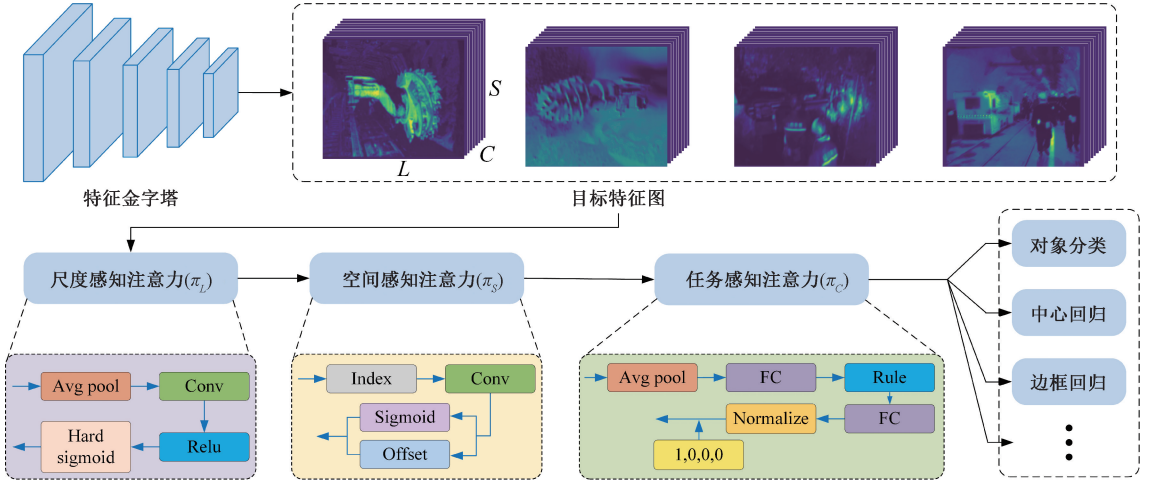 S
C
L
特征金字塔
目标特征图
尺度感知注意力(π_L)
空间感知注意力(π_S)
任务感知注意力(π_C)
对象分类
中心回归
边框回归
Avg pool
Conv
Hard sigmoid
Relu
Index
Conv
Sigmoid
Offset
Avg pool
FC
Rule
Normalize
FC
1,0,0,0